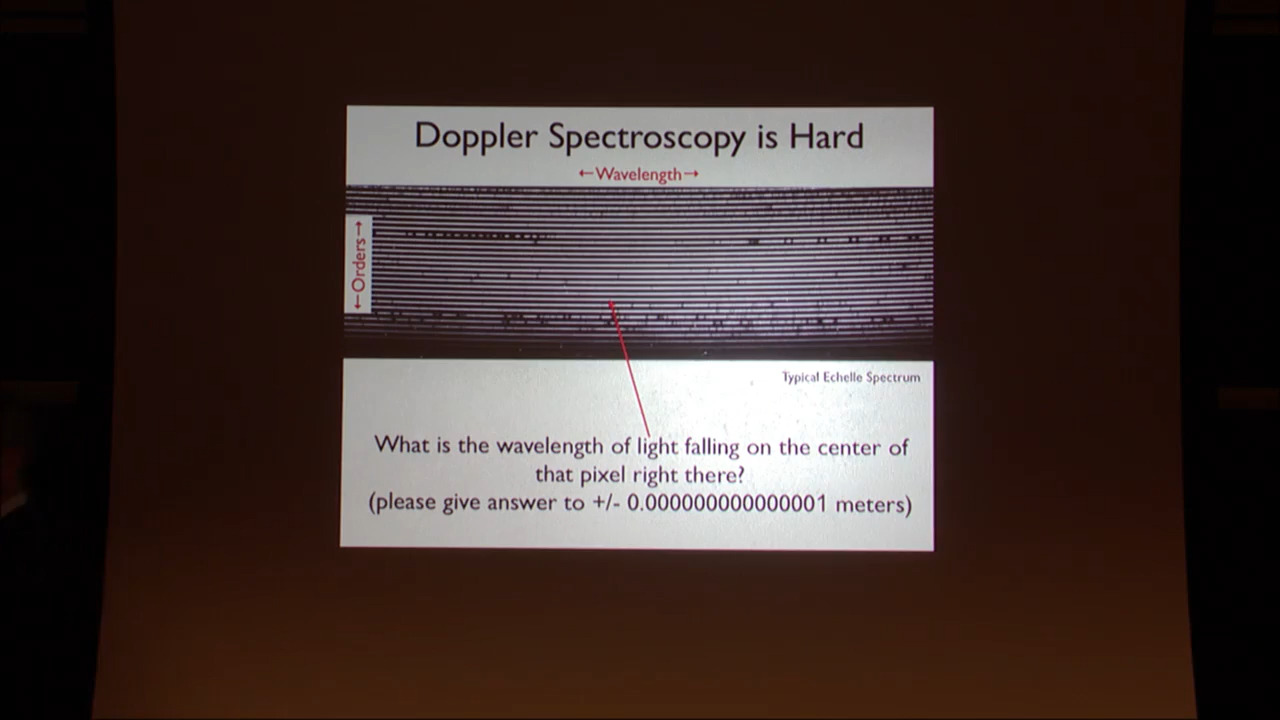 Doppler Spectroscopy is Hard
←Wavelength→
←Orders→
Typical Echelle Spectrum
What is the wavelength of light falling on the center of
that pixel right there?
(please give answer to +/- 0.000000000000001 meters)